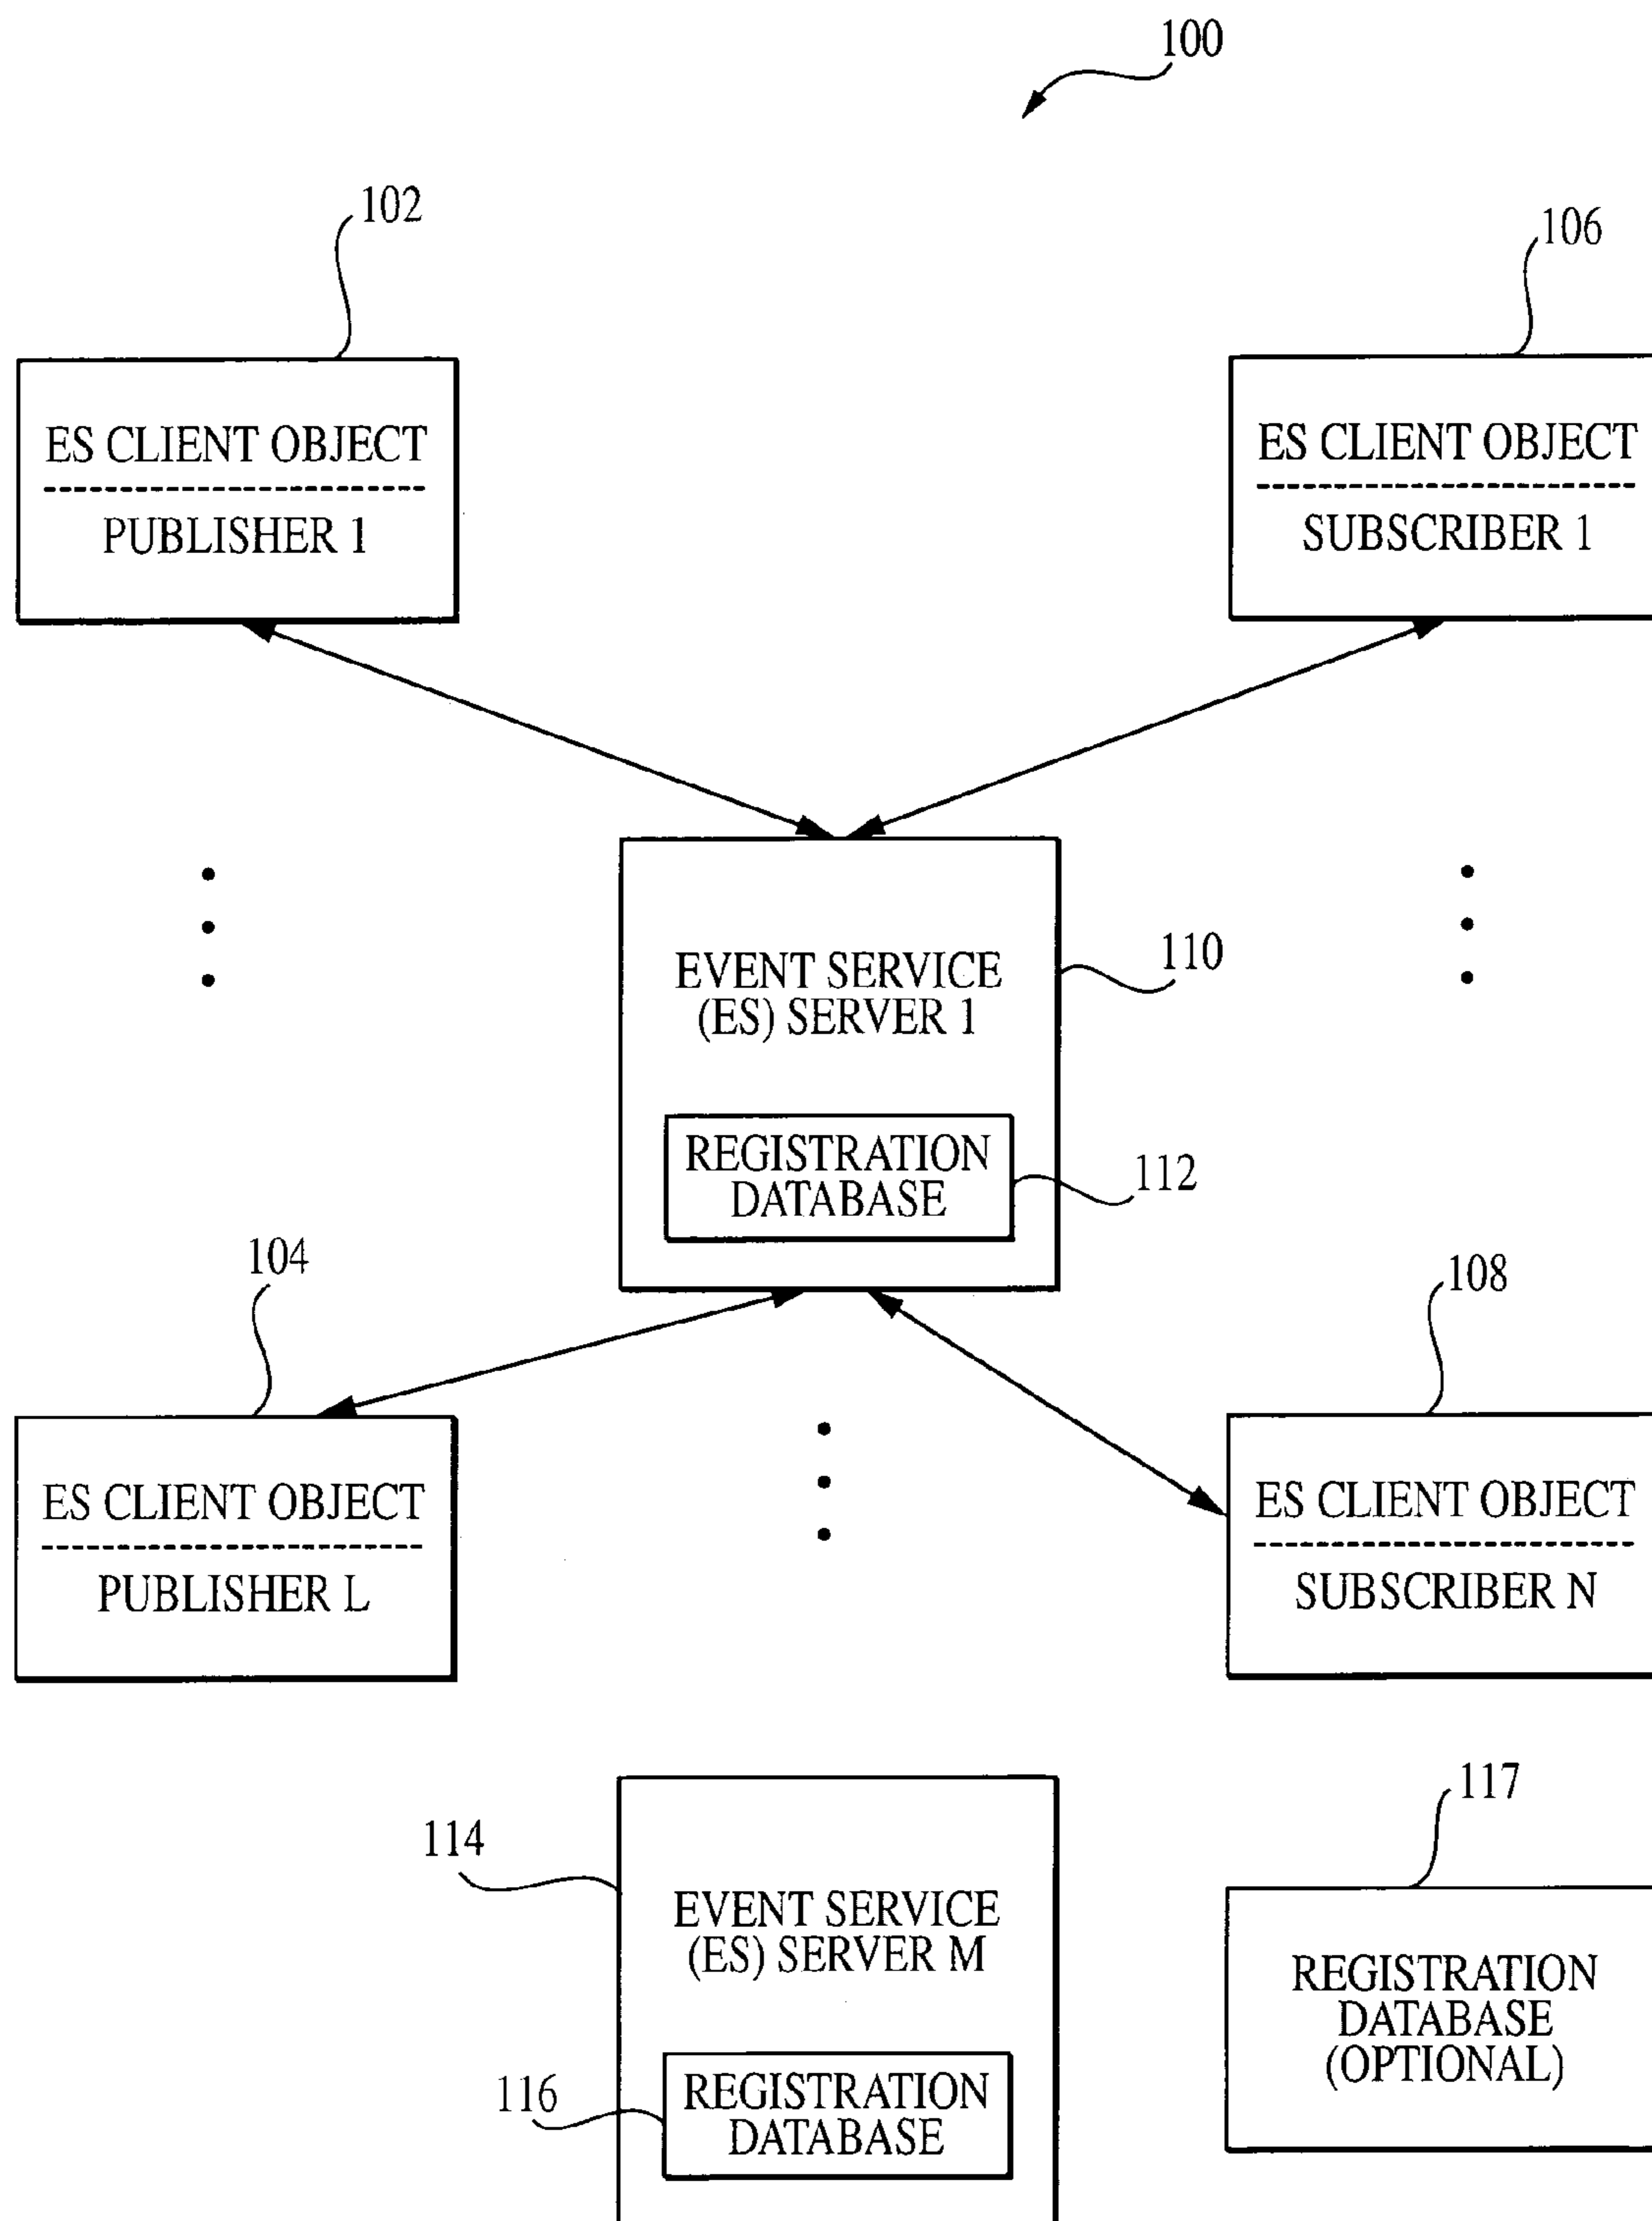 100
102
106
ES CLIENT OBJECT
PUBLISHER 1
ES CLIENT OBJECT
SUBSCRIBER 1
EVENT SERVICE
(ES) SERVER 1
110
REGISTRATION
DATABASE
112
104
108
ES CLIENT OBJECT
PUBLISHER L
ES CLIENT OBJECT
SUBSCRIBER N
117
114
EVENT SERVICE
(ES) SERVER M
REGISTRATION
DATABASE
(OPTIONAL)
116
REGISTRATION
DATABASE